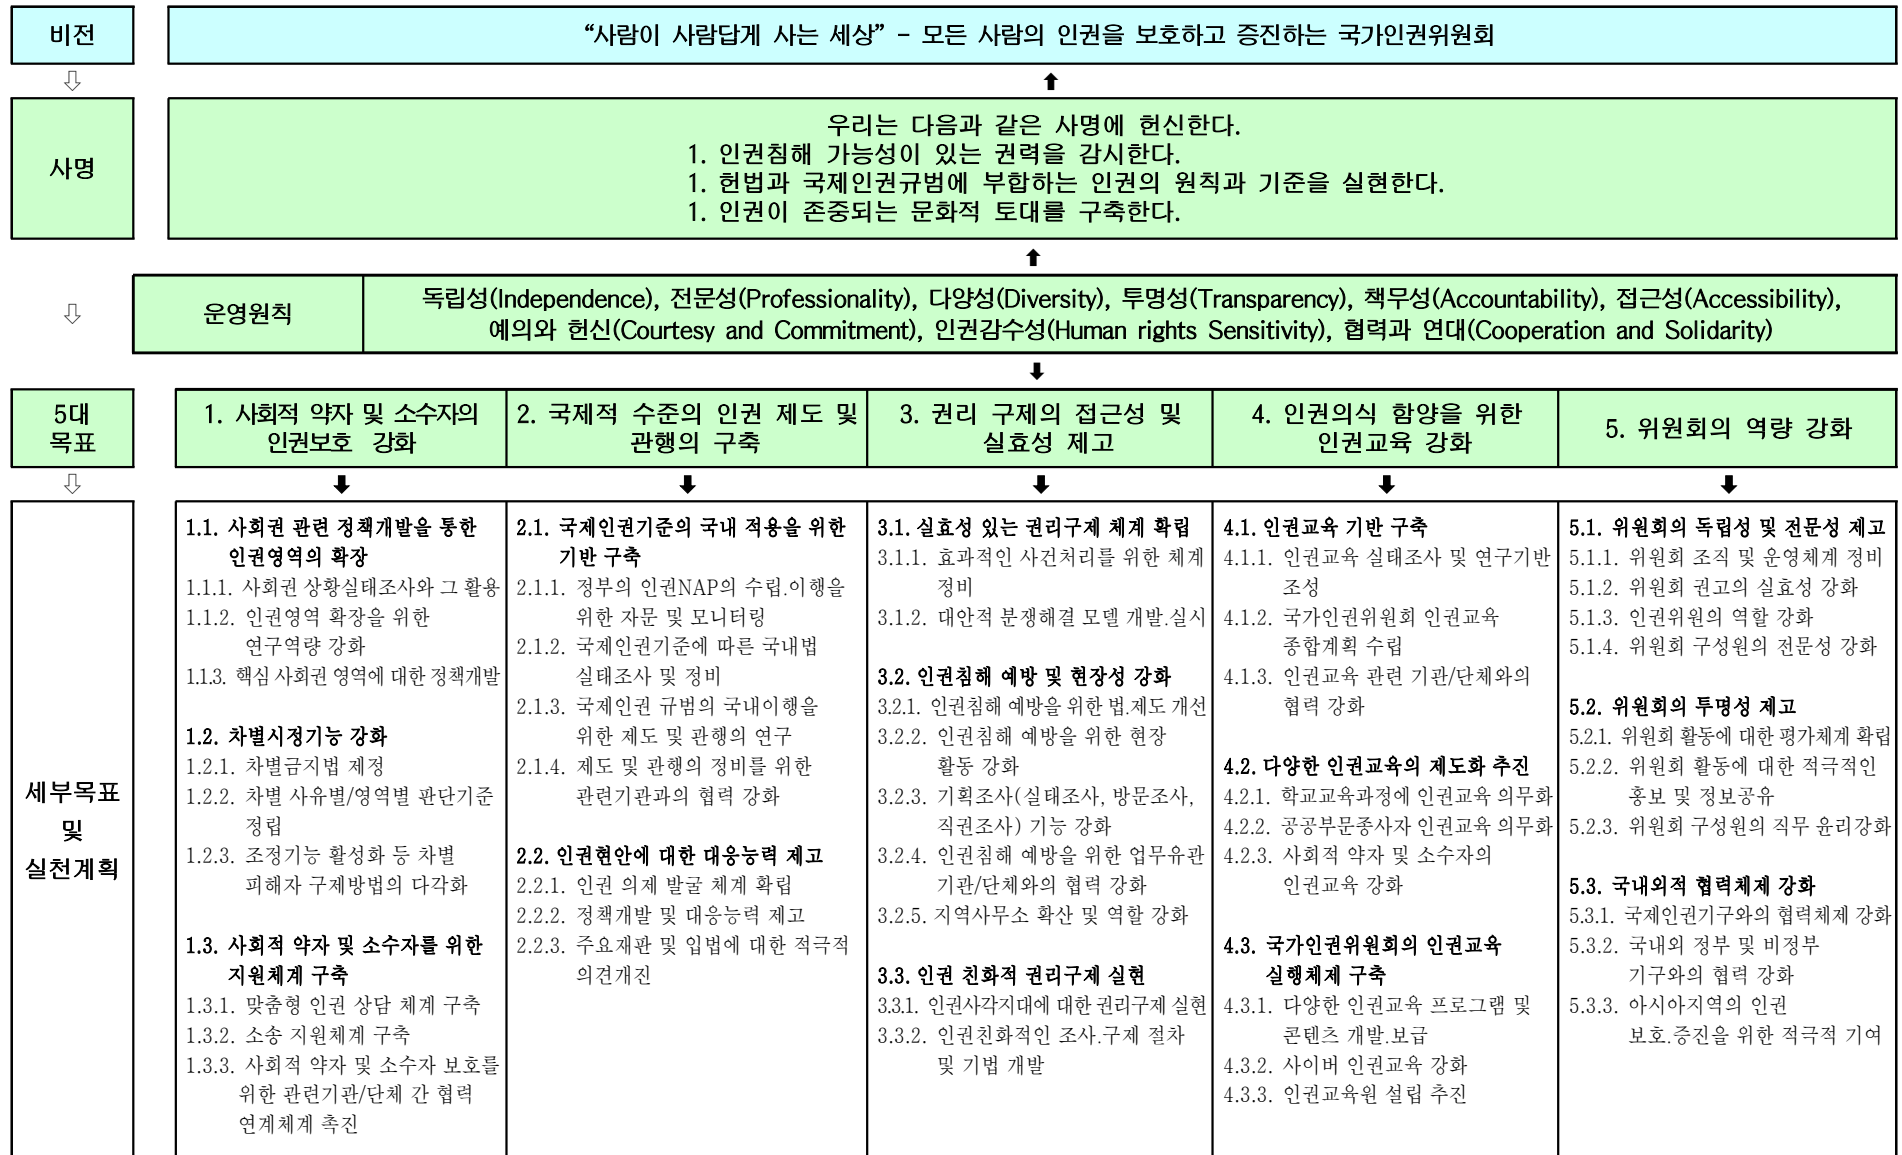 비전
“사람이 사람답게 사는 세상” - 모든 사람의 인권을 보호하고 증진하는 국가인권위원회
사명
우리는 다음과 같은 사명에 헌신한다.
1. 인권침해 가능성이 있는 권력을 감시한다.
1. 헌법과 국제인권규범에 부합하는 인권의 원칙과 기준을 실현한다.
1. 인권이 존중되는 문화적 토대를 구축한다.
운영원칙
독립성(Independence), 전문성(Professionality), 다양성(Diversity), 투명성(Transparency), 책무성(Accountability), 접근성(Accessibility),
예의와 헌신(Courtesy and Commitment), 인권감수성(Human rights Sensitivity), 협력과 연대(Cooperation and Solidarity)
5대
목표
1. 사회적 약자 및 소수자의
인권보호 강화
2. 국제적 수준의 인권 제도 및
관행의 구축
3. 권리 구제의 접근성 및
실효성 제고
4. 인권의식 함양을 위한
인권교육 강화
5. 위원회의 역량 강화
세부목표
및
실천계획
1.1. 사회권 관련 정책개발을 통한
인권영역의 확장
1.1.1. 사회권 상황실태조사와 그 활용
1.1.2. 인권영역 확장을 위한
연구역량 강화
1.1.3. 핵심 사회권 영역에 대한 정책개발
1.2. 차별시정기능 강화
1.2.1. 차별금지법 제정
1.2.2. 차별 사유별/영역별 판단기준
정립
1.2.3. 조정기능 활성화 등 차별
피해자 구제방법의 다각화
1.3. 사회적 약자 및 소수자를 위한
지원체계 구축
1.3.1. 맞춤형 인권 상담 체계 구축
1.3.2. 소송 지원체계 구축
1.3.3. 사회적 약자 및 소수자 보호를
위한 관련기관/단체 간 협력
연계체계 촉진
2.1. 국제인권기준의 국내 적용을 위한
기반 구축
2.1.1. 정부의 인권NAP의 수립.이행을
위한 자문 및 모니터링
2.1.2. 국제인권기준에 따른 국내법
실태조사 및 정비
2.1.3. 국제인권 규범의 국내이행을
위한 제도 및 관행의 연구
2.1.4. 제도 및 관행의 정비를 위한
관련기관과의 협력 강화
2.2. 인권현안에 대한 대응능력 제고
2.2.1. 인권 의제 발굴 체계 확립
2.2.2. 정책개발 및 대응능력 제고
2.2.3. 주요재판 및 입법에 대한 적극적
의견개진
3.1. 실효성 있는 권리구제 체계 확립
3.1.1. 효과적인 사건처리를 위한 체계
정비
3.1.2. 대안적 분쟁해결 모델 개발.실시
3.2. 인권침해 예방 및 현장성 강화
3.2.1. 인권침해 예방을 위한 법.제도 개선
3.2.2. 인권침해 예방을 위한 현장
활동 강화
3.2.3. 기획조사(실태조사, 방문조사,
직권조사) 기능 강화
3.2.4. 인권침해 예방을 위한 업무유관
기관/단체와의 협력 강화
3.2.5. 지역사무소 확산 및 역할 강화
3.3. 인권 친화적 권리구제 실현
3.3.1. 인권사각지대에 대한 권리구제 실현
3.3.2. 인권친화적인 조사.구제 절차
및 기법 개발
4.1. 인권교육 기반 구축
4.1.1. 인권교육 실태조사 및 연구기반
조성
4.1.2. 국가인권위원회 인권교육
종합계획 수립
4.1.3. 인권교육 관련 기관/단체와의
협력 강화
4.2. 다양한 인권교육의 제도화 추진
4.2.1. 학교교육과정에 인권교육 의무화
4.2.2. 공공부문종사자 인권교육 의무화
4.2.3. 사회적 약자 및 소수자의
인권교육 강화
4.3. 국가인권위원회의 인권교육
실행체제 구축
4.3.1. 다양한 인권교육 프로그램 및
콘텐츠 개발.보급
4.3.2. 사이버 인권교육 강화
4.3.3. 인권교육원 설립 추진
5.1. 위원회의 독립성 및 전문성 제고
5.1.1. 위원회 조직 및 운영체계 정비
5.1.2. 위원회 권고의 실효성 강화
5.1.3. 인권위원의 역할 강화
5.1.4. 위원회 구성원의 전문성 강화
5.2. 위원회의 투명성 제고
5.2.1. 위원회 활동에 대한 평가체계 확립
5.2.2. 위원회 활동에 대한 적극적인
홍보 및 정보공유
5.2.3. 위원회 구성원의 직무 윤리강화
5.3. 국내외적 협력체제 강화
5.3.1. 국제인권기구와의 협력체제 강화
5.3.2. 국내외 정부 및 비정부
기구와의 협력 강화
5.3.3. 아시아지역의 인권
보호.증진을 위한 적극적 기여